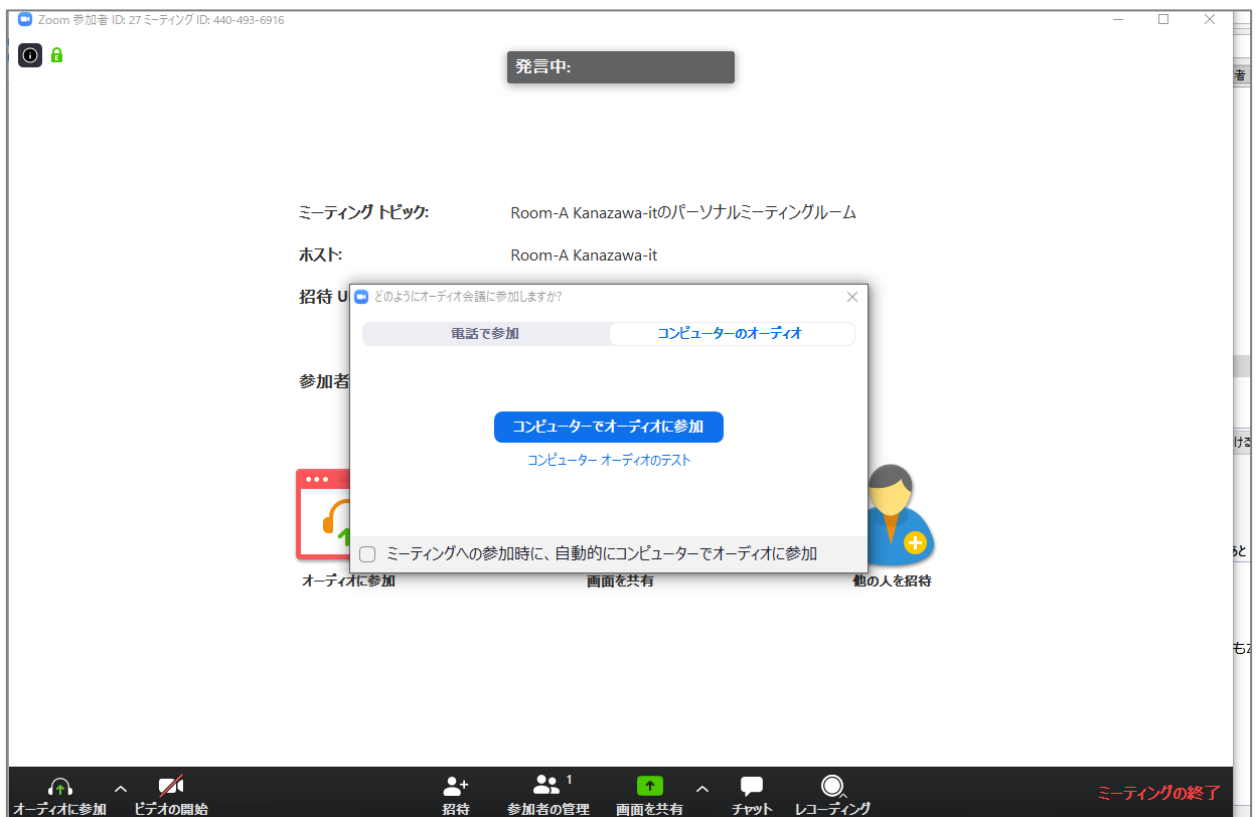 Zoom 参加者 ID: 27 ミーティング ID: 440-493-6916
発言中:
者
ミーティング トピック: Room-A Kanazawa-itのパーソナルミーティングルーム
ホスト: Room-A Kanazawa-it
招待 U
どのようにオーディオ会議に参加しますか?
電話で参加 コンピューターのオーディオ
参加者
コンピューターでオーディオに参加
ける
コンピューター オーディオのテスト
ミーティングへの参加時に、自動的にコンピューターでオーディオに参加
オーディオに参加 画面を共有 他の人を招待
オーディオに参加 ビデオの開始 招待 参加者の管理 1 画面を共有 チャット レコーディング ミーティングの終了